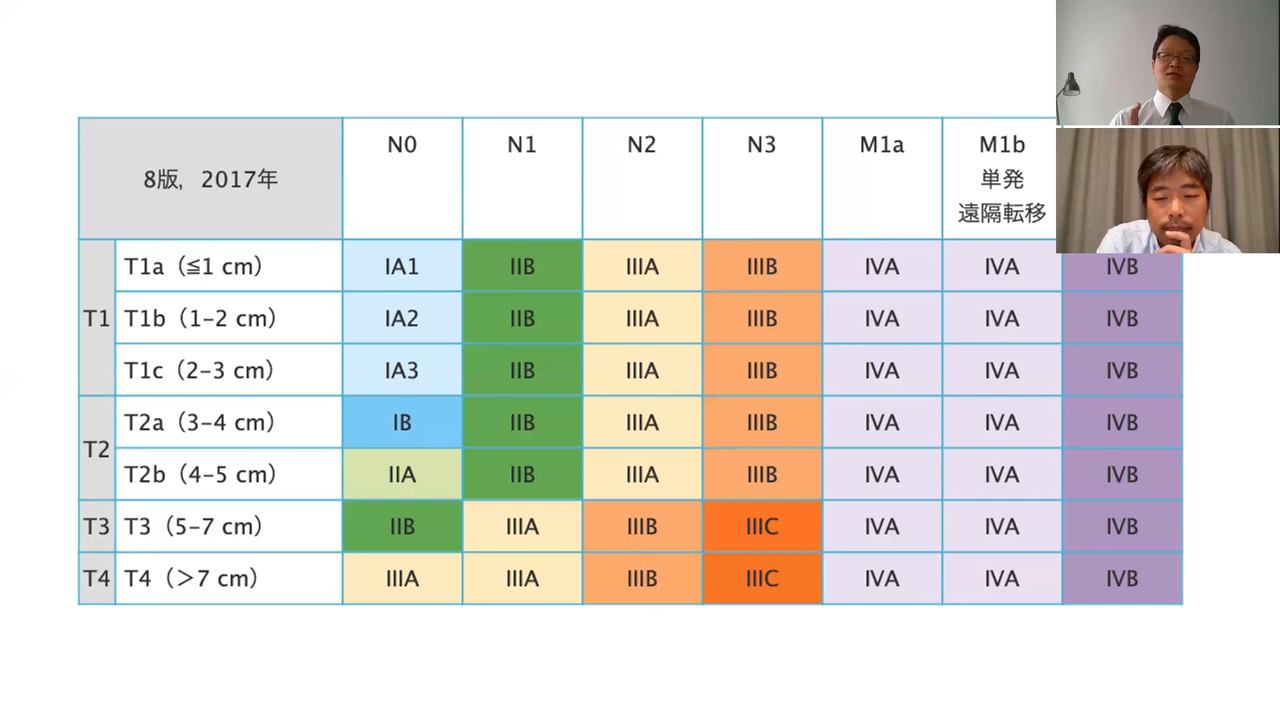 8版，2017年 N0 N1 N2 N3 M1a M1b
単発
遠隔転移
T1 T1a（≦1 cm） IA1 IIB IIIA IIIB IVA IVA IVB
T1b（1–2 cm） IA2 IIB IIIA IIIB IVA IVA IVB
T1c（2–3 cm） IA3 IIB IIIA IIIB IVA IVA IVB
T2 T2a（3–4 cm） IB IIB IIIA IIIB IVA IVA IVB
T2b（4–5 cm） IIA IIB IIIA IIIB IVA IVA IVB
T3 T3（5–7 cm） IIB IIIA IIIB IIIC IVA IVA IVB
T4 T4（＞7 cm） IIIA IIIA IIIB IIIC IVA IVA IVB